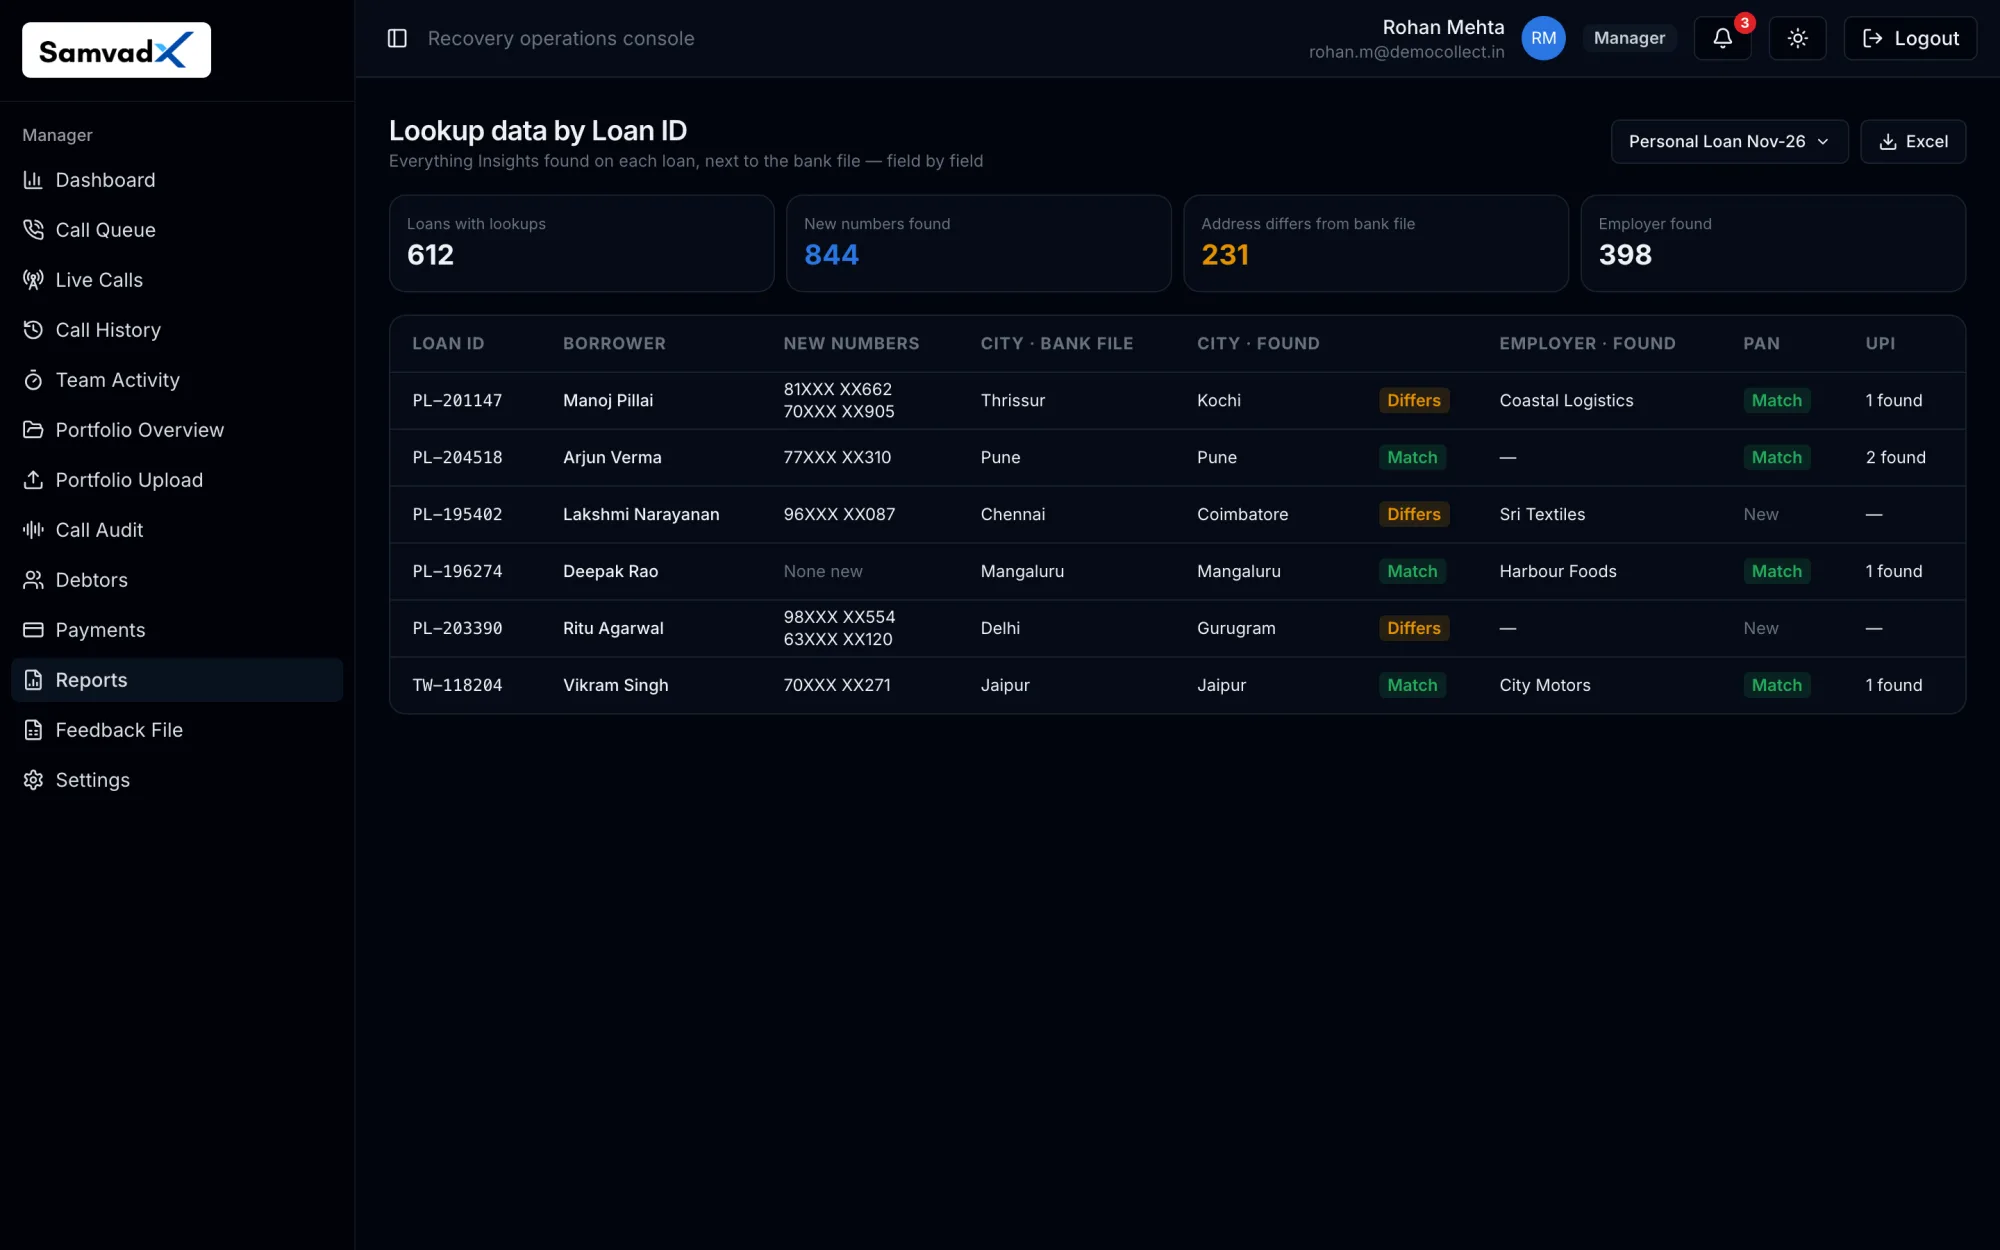 SamvadX
Recovery operations console
Rohan Mehta
rohan.m@democollect.in
RM
Manager
3
Logout
Manager
Dashboard
Call Queue
Live Calls
Call History
Team Activity
Portfolio Overview
Portfolio Upload
Call Audit
Debtors
Payments
Reports
Feedback File
Settings
Lookup data by Loan ID
Everything Insights found on each loan, next to the bank file — field by field
Personal Loan Nov-26
Excel
Loans with lookups
612
New numbers found
844
Address differs from bank file
231
Employer found
398
LOAN ID BORROWER NEW NUMBERS CITY · BANK FILE CITY · FOUND EMPLOYER · FOUND PAN UPI
PL-201147 Manoj Pillai 81XXX XX662 70XXX XX905 Thrissur Kochi Differs Coastal Logistics Match 1 found
PL-204518 Arjun Verma 77XXX XX310 Pune Pune Match — Match 2 found
PL-195402 Lakshmi Narayanan 96XXX XX087 Chennai Coimbatore Differs Sri Textiles New —
PL-196274 Deepak Rao None new Mangaluru Mangaluru Match Harbour Foods Match 1 found
PL-203390 Ritu Agarwal 98XXX XX554 63XXX XX120 Delhi Gurugram Differs — New —
TW-118204 Vikram Singh 70XXX XX271 Jaipur Jaipur Match City Motors Match 1 found